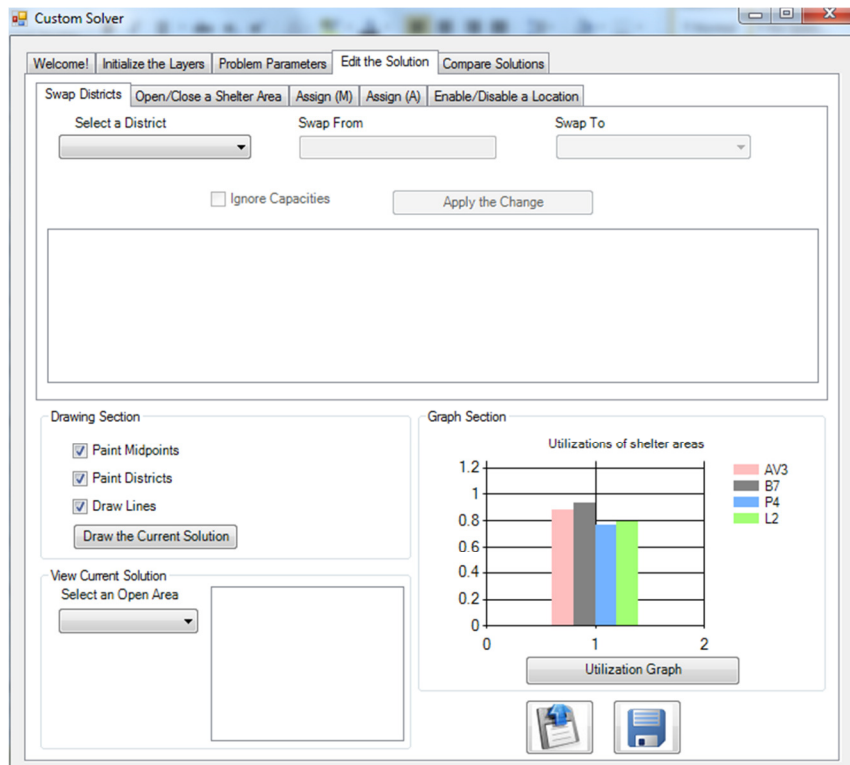 Custom Solver
Welcome! Initialize the Layers Problem Parameters Edit the Solution Compare Solutions
Swap Districts Open/Close a Shelter Area Assign (M) Assign (A) Enable/Disable a Location
Select a District Swap From Swap To
Ignore Capacities Apply the Change
Drawing Section
Paint Midpoints
Paint Districts
Draw Lines
Draw the Current Solution
View Current Solution
Select an Open Area
Graph Section
Utilizations of shelter areas
1.2
1
0.8
0.6
0.4
0.2
0
0 1 2
AV3
B7
P4
L2
Utilization Graph